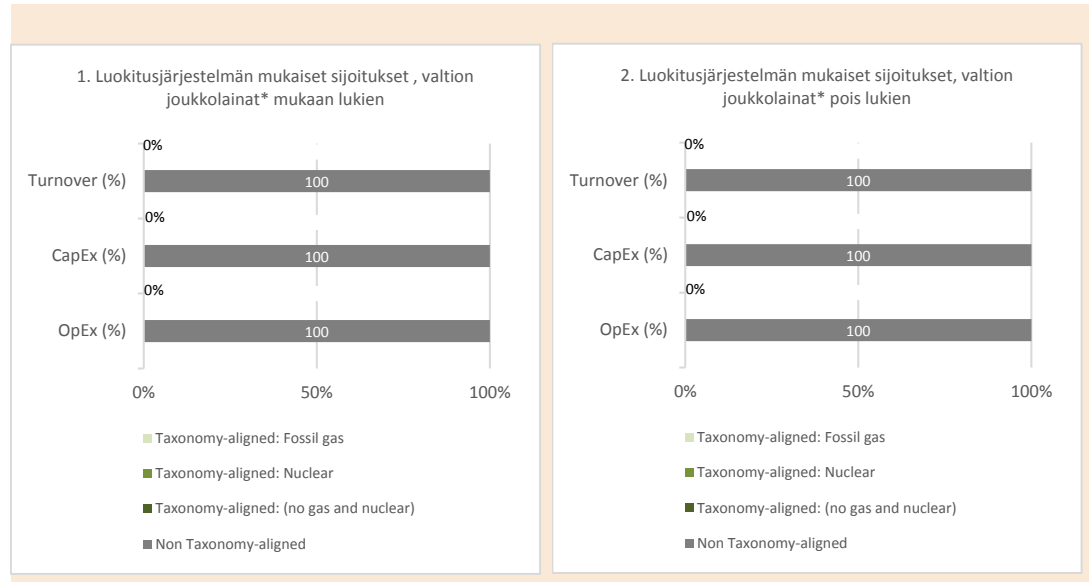 1. Luokitusjärjestelmän mukaiset sijoitukset , valtion
joukkolainat* mukaan lukien
0%
Turnover (%)
100
0%
CapEx (%)
100
0%
OpEx (%)
100
0%
50%
100%
Taxonomy-aligned: Fossil gas
Taxonomy-aligned: Nuclear
Taxonomy-aligned: (no gas and nuclear)
Non Taxonomy-aligned
2. Luokitusjärjestelmän mukaiset sijoitukset, valtion
joukkolainat* pois lukien
0%
Turnover (%)
100
0%
CapEx (%)
100
0%
OpEx (%)
100
0%
50%
100%
Taxonomy-aligned: Fossil gas
Taxonomy-aligned: Nuclear
Taxonomy-aligned: (no gas and nuclear)
Non Taxonomy-aligned